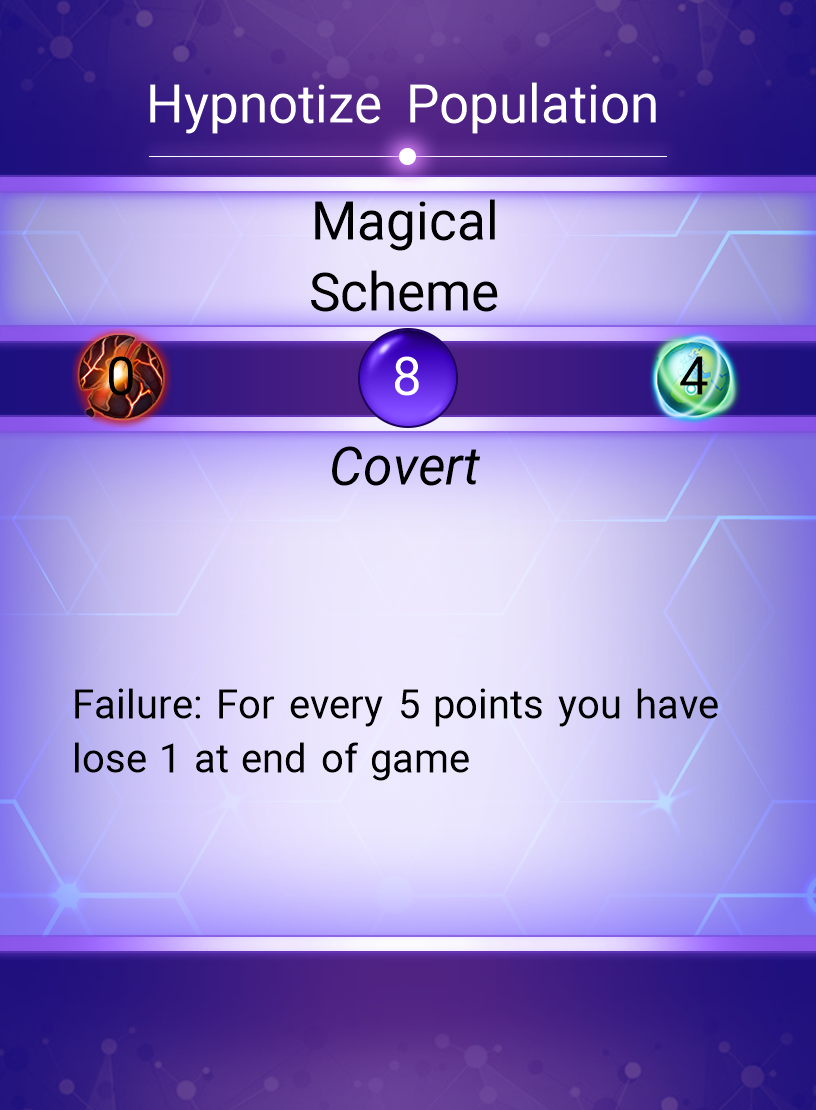 Hypnotize Population
Magical
Scheme
0 8 4
Covert
Failure: For every 5 points you have
lose 1 at end of game